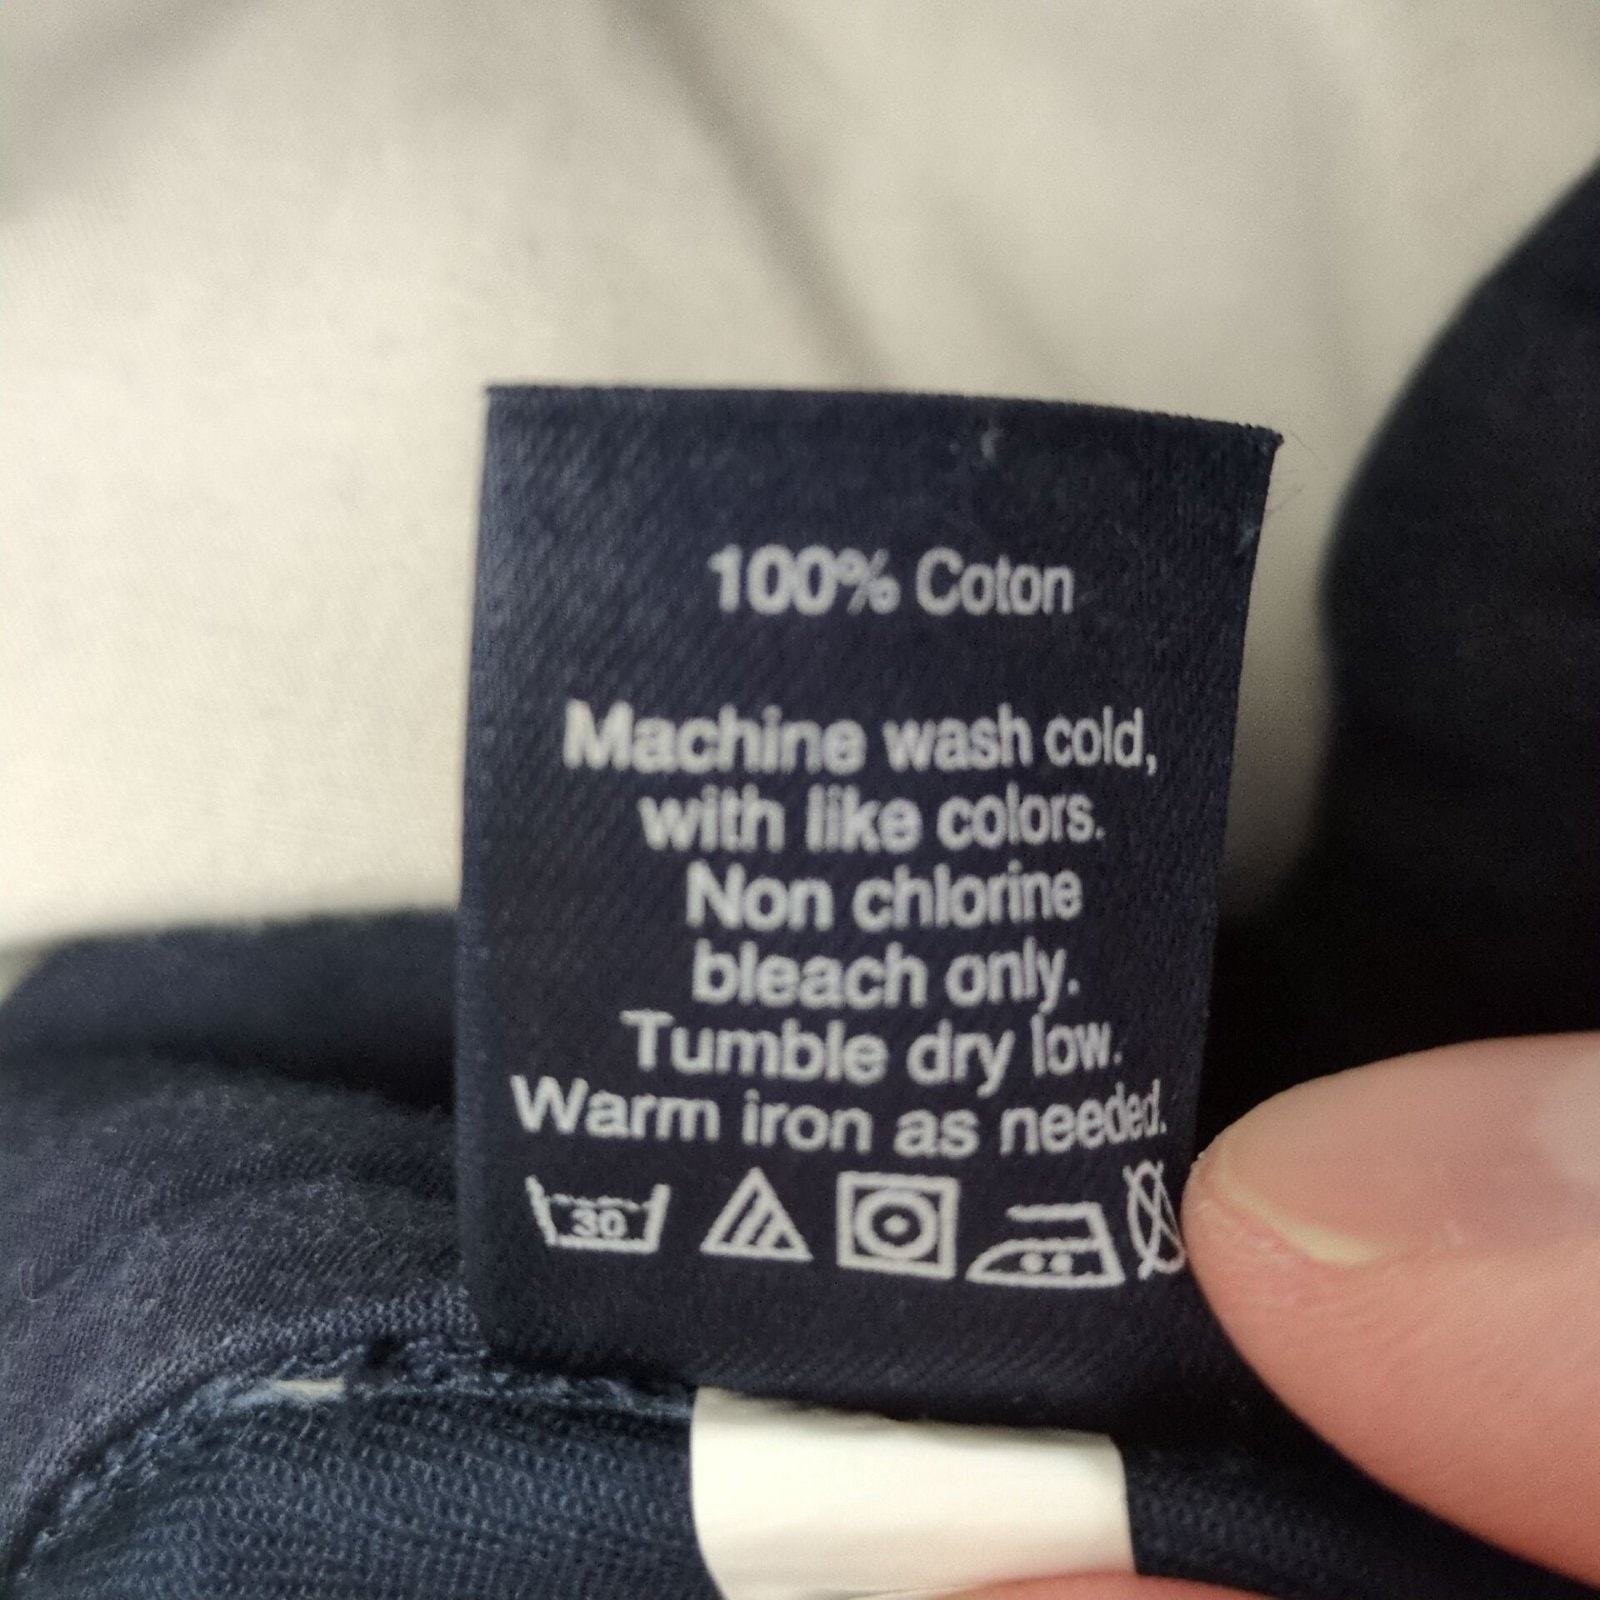 100% Coton
Machine wash cold,
with like colors.
Non chlorine
bleach only.
Tumble dry low.
Warm iron as needed.
30